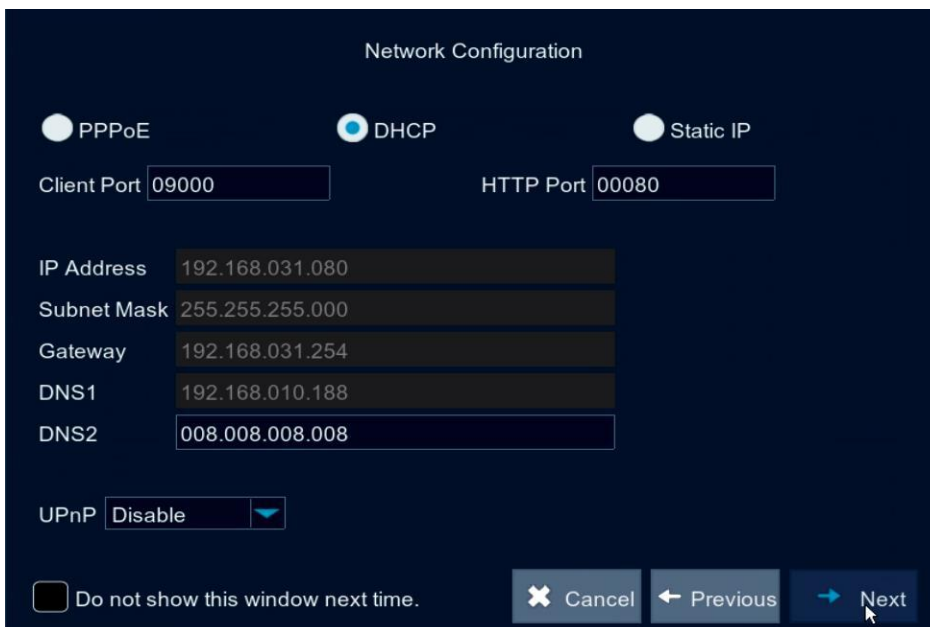 Network Configuration
PPPoE DHCP Static IP
Client Port 09000 HTTP Port 00080
IP Address 192.168.031.080
Subnet Mask 255.255.255.000
Gateway 192.168.031.254
DNS1 192.168.010.188
DNS2 008.008.008.008
UPnP Disable
Do not show this window next time. Cancel Previous Next